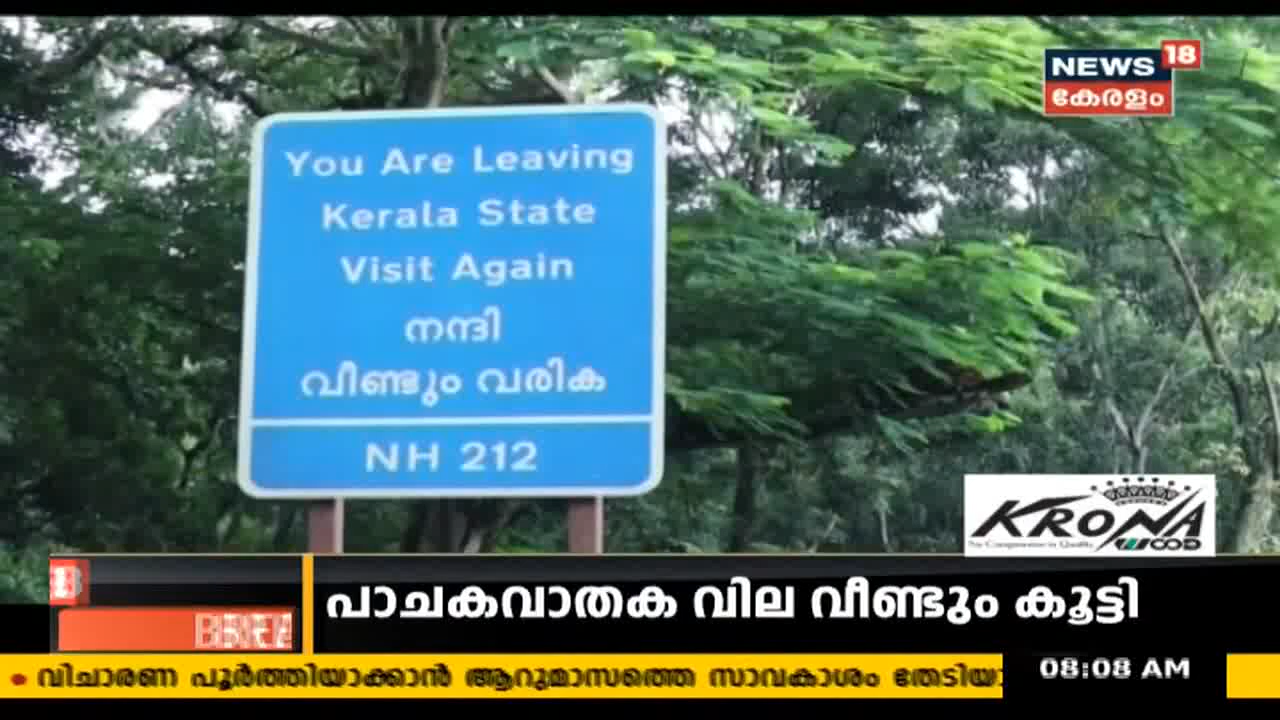 NEWS 18
കേരളം
You Are Leaving
Kerala State
Visit Again
നന്ദി
വീണ്ടും വരിക
NH 212
KRONA
WOOD
പാചകവാതക വില വീണ്ടും കൂട്ടി
വിചാരണ പൂർത്തിയാക്കാൻ ആറുമാസത്തെ സാവകാശം തേടിയാ
08:08 AM